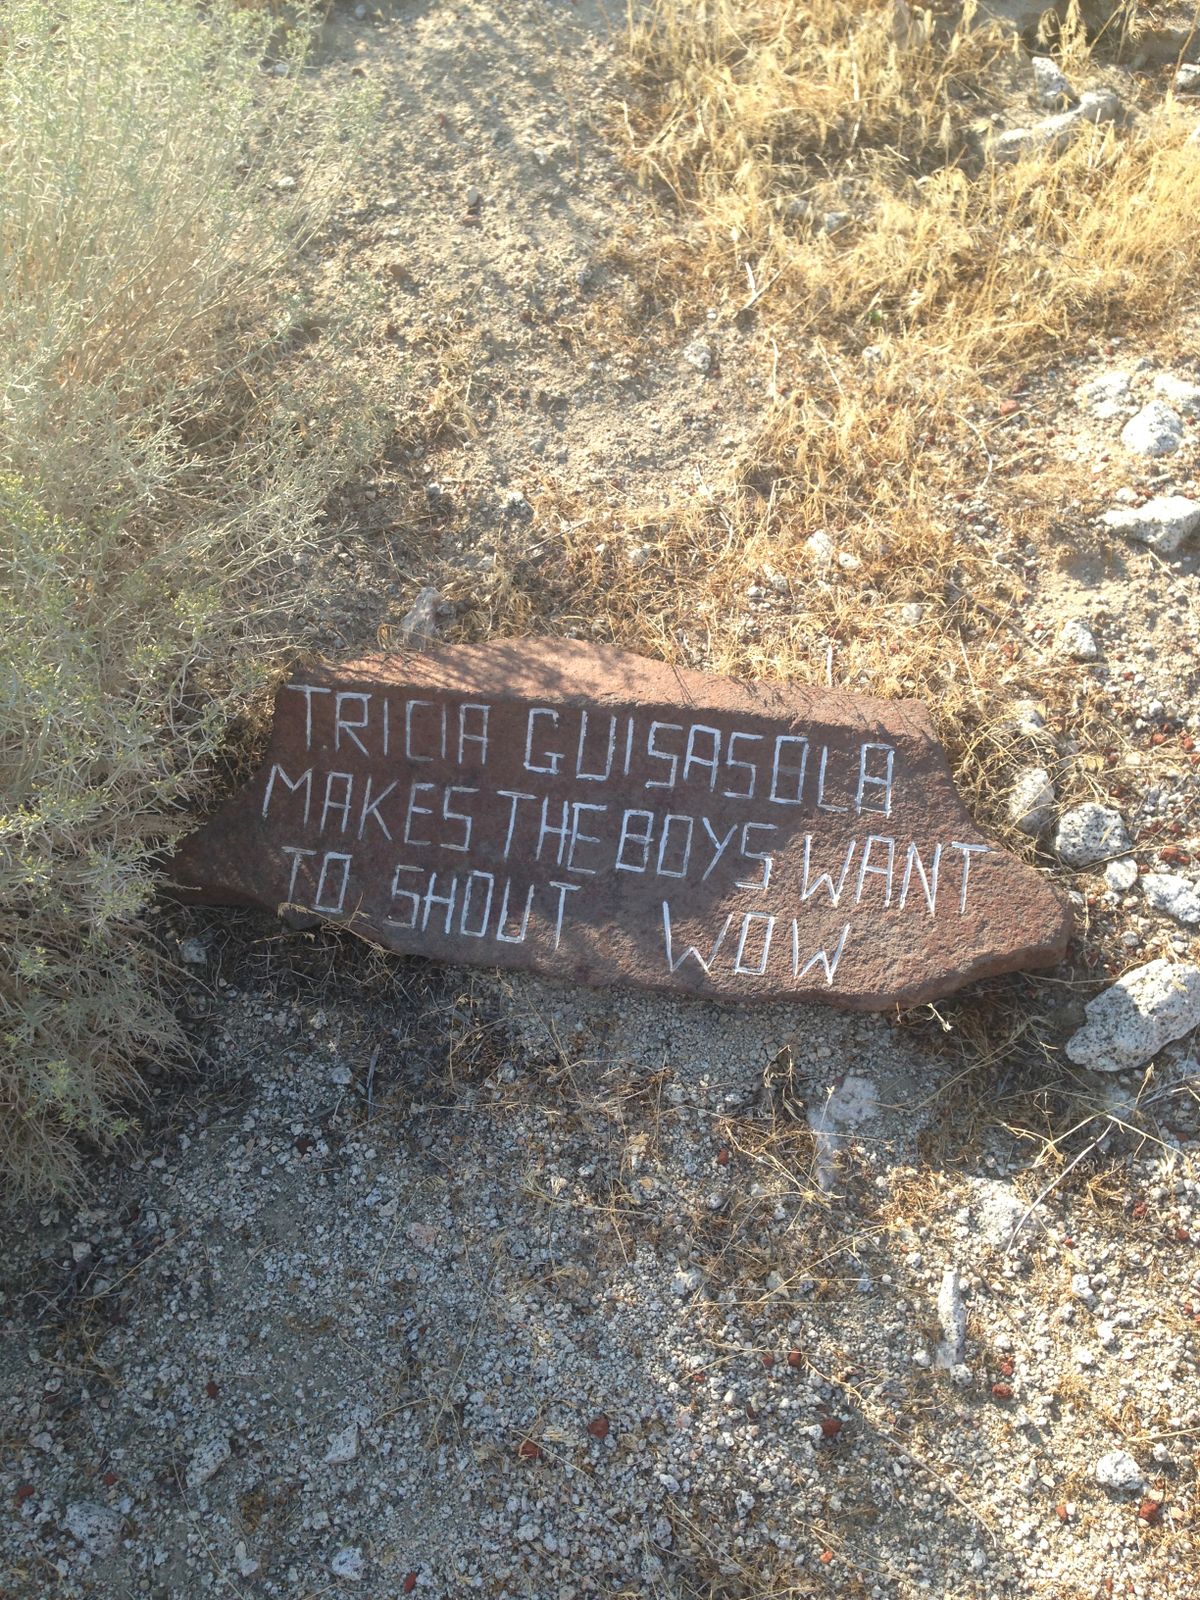 TRICIA GUISASOLA
MAKES THE BOYS WANT
TO SHOUT WOW